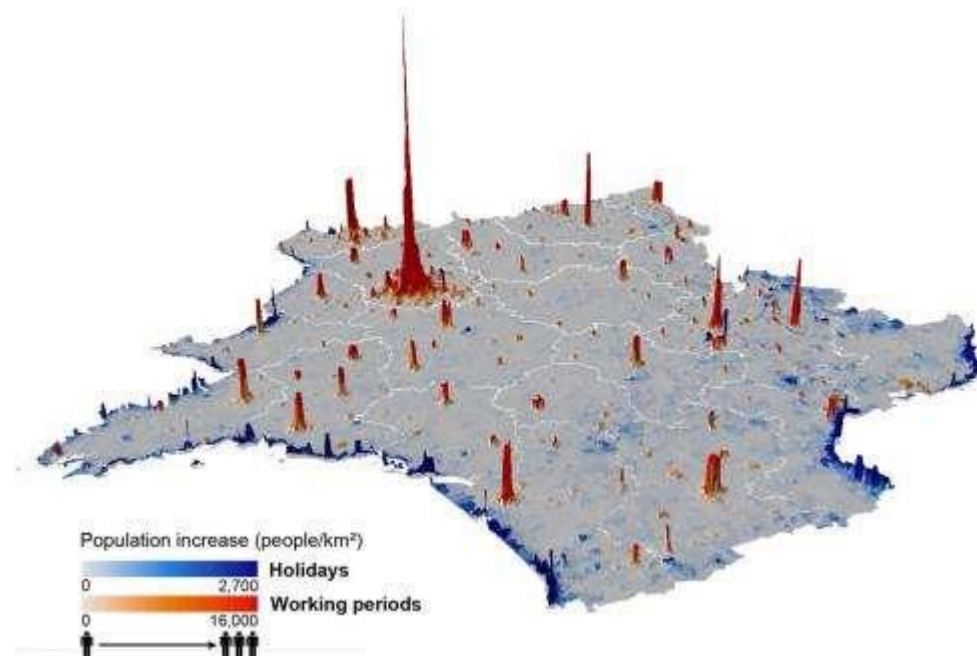 Population increase (people/km²)
Holidays
0 2,700
Working periods
0 16,000